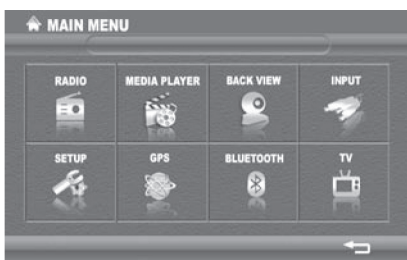 MAIN MENU
RADIO MEDIA PLAYER BACK VIEW INPUT
SETUP GPS BLUETOOTH TV